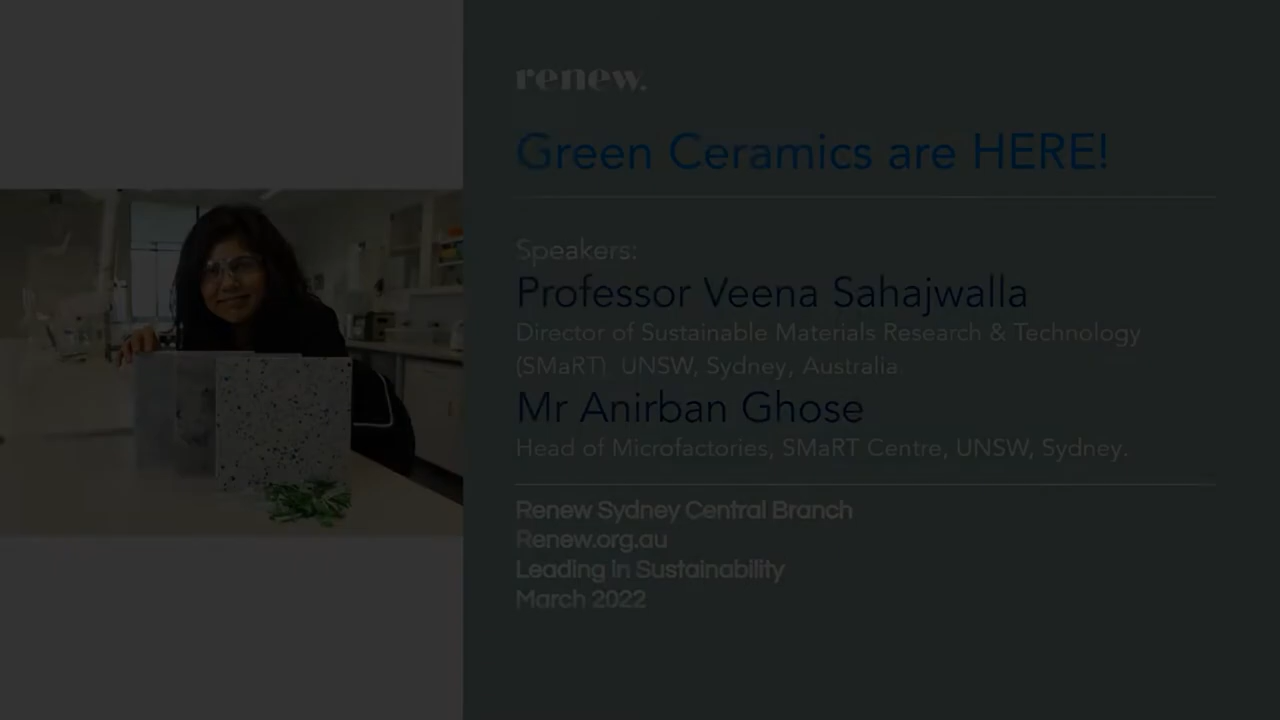 renew.
Green Ceramics are HERE!
Speakers:
Professor Veena Sahajwalla
Director of Sustainable Materials Research & Technology
(SMaRT) UNSW, Sydney, Australia.
Mr Anirban Ghose
Head of Microfactories, SMaRT Centre, UNSW, Sydney.
Renew Sydney Central Branch
Renew.org.au
Leading in Sustainability
March 2022